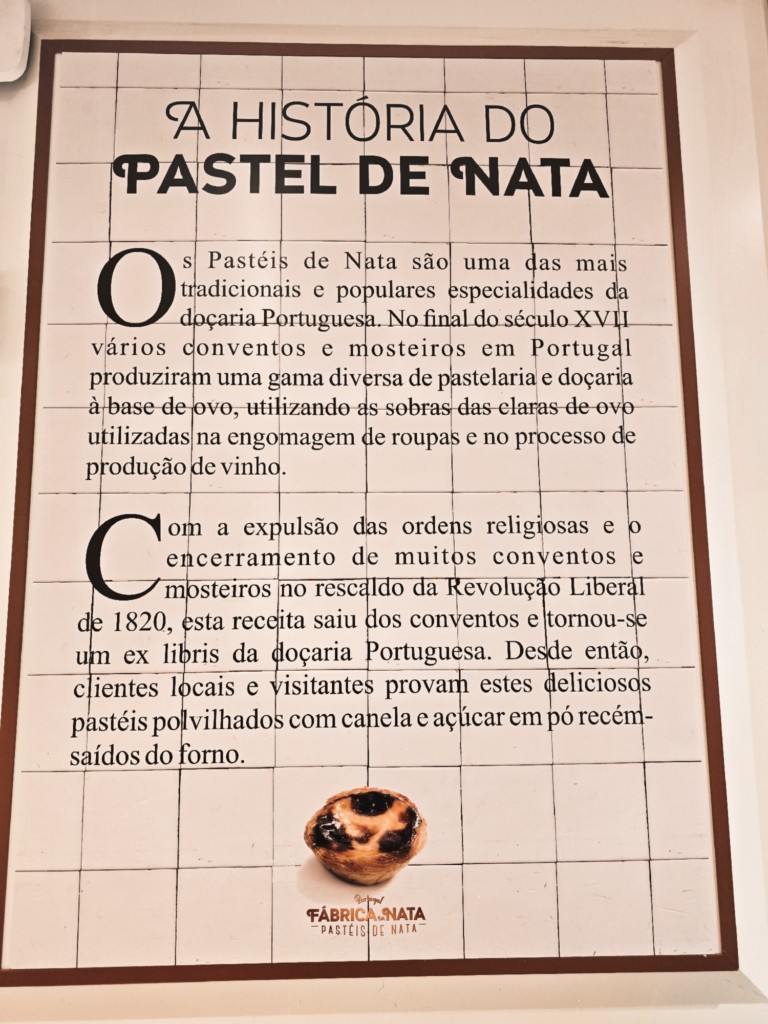 A HISTÓRIA DO
PASTEL DE NATA
Os Pastéis de Nata são uma das mais
tradicionais e populares especialidades da
doçaria Portuguesa. No final do século XVII
vários conventos e mosteiros em Portugal
produziram uma gama diversa de pastelaria e doçaria
à base de ovo, utilizando as sobras das claras de ovo
utilizadas na engomagem de roupas e no processo de
produção de vinho.
Com a expulsão das ordens religiosas e o
encerramento de muitos conventos e
mosteiros no rescaldo da Revolução Liberal
de 1820, esta receita saiu dos conventos e tornou-se
um ex libris da doçaria Portuguesa. Desde então,
clientes locais e visitantes provam estes deliciosos
pastéis polvilhados com canela e açúcar em pó recém-
saídos do forno.
Portugal
FÁBRICA da NATA
PASTÉIS DE NATA